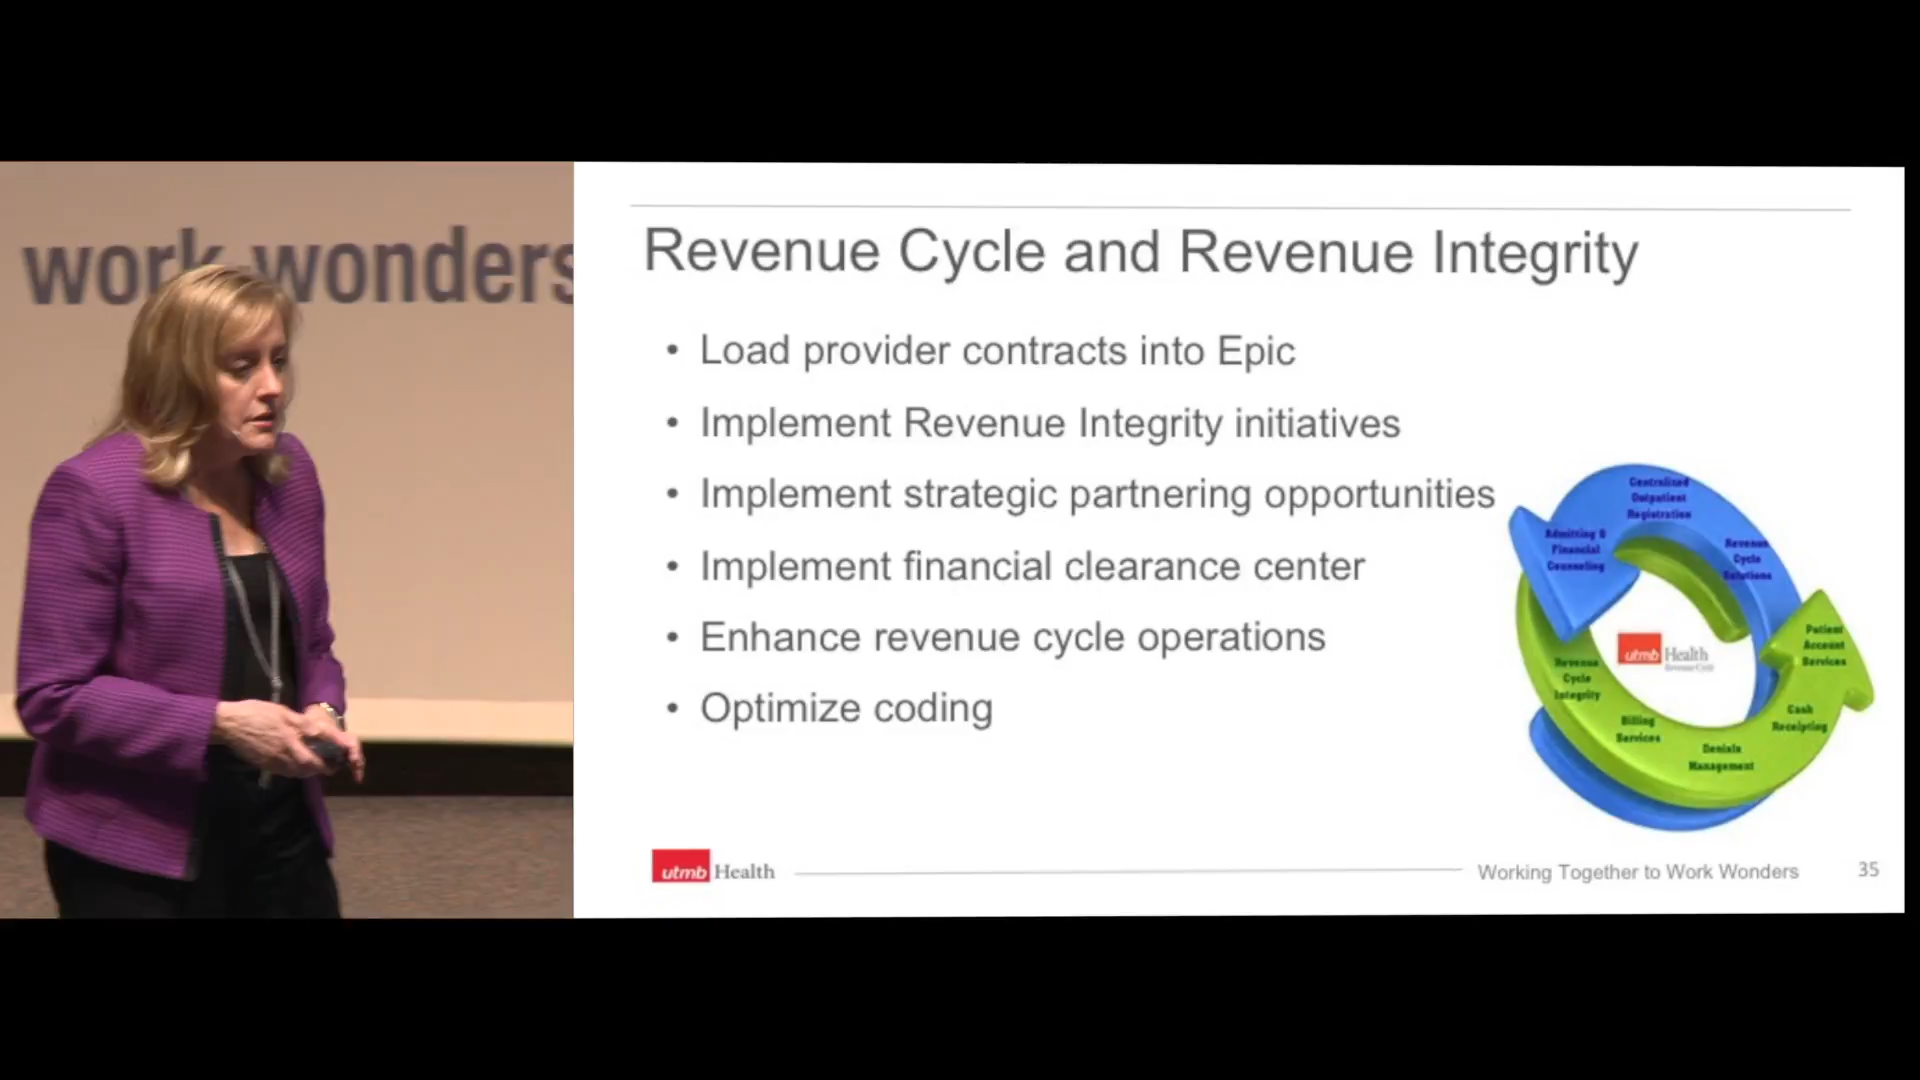 work wonders
Revenue Cycle and Revenue Integrity
• Load provider contracts into Epic
• Implement Revenue Integrity initiatives
• Implement strategic partnering opportunities
• Implement financial clearance center
• Enhance revenue cycle operations
• Optimize coding
Centralized
Outpatient
Registration
Admitting &
Financial
Counseling
Revenue
Cycle
Solutions
Patient
Account
Services
utmb Health
Revenue Cycle
Revenue
Cycle
Integrity
Billing
Services
Cash
Receipting
Denials
Management
utmb Health
Working Together to Work Wonders
35